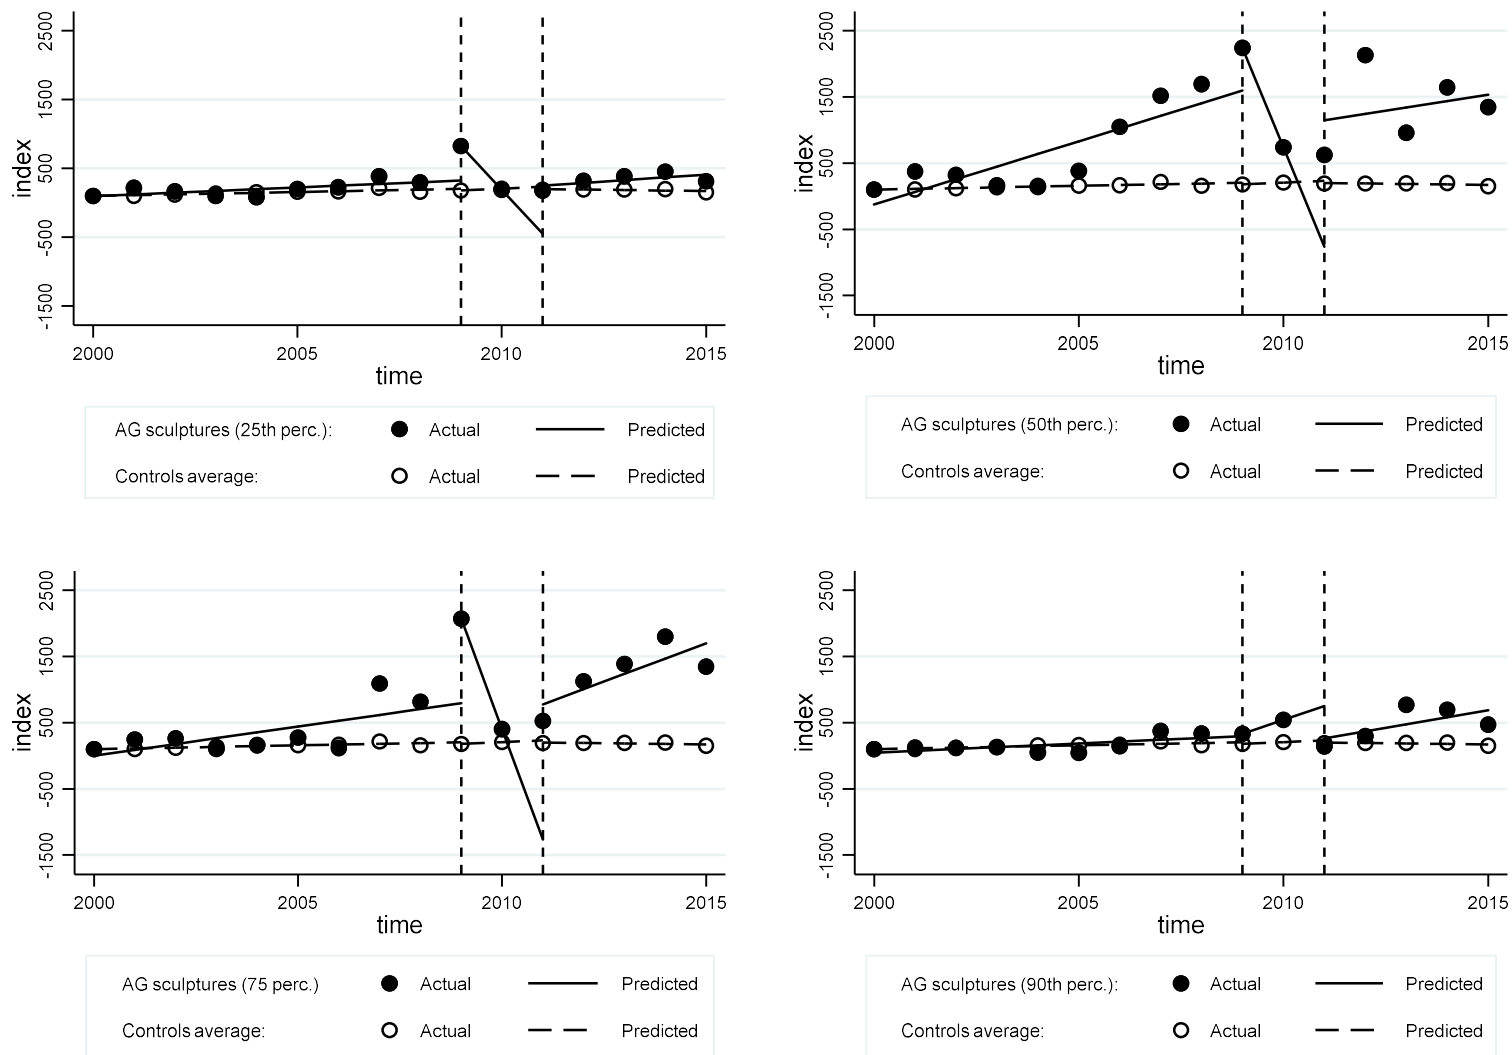 2500
1500
500
-500
-1500
index
2000 2005 2010 2015
time
AG sculptures (25th perc.): Actual Predicted
Controls average: Actual Predicted
2500
1500
500
-500
-1500
index
2000 2005 2010 2015
time
AG sculptures (50th perc.): Actual Predicted
Controls average: Actual Predicted
2500
1500
500
-500
-1500
index
2000 2005 2010 2015
time
AG sculptures (75 perc.) Actual Predicted
Controls average: Actual Predicted
2500
1500
500
-500
-1500
index
2000 2005 2010 2015
time
AG sculptures (90th perc.): Actual Predicted
Controls average: Actual Predicted